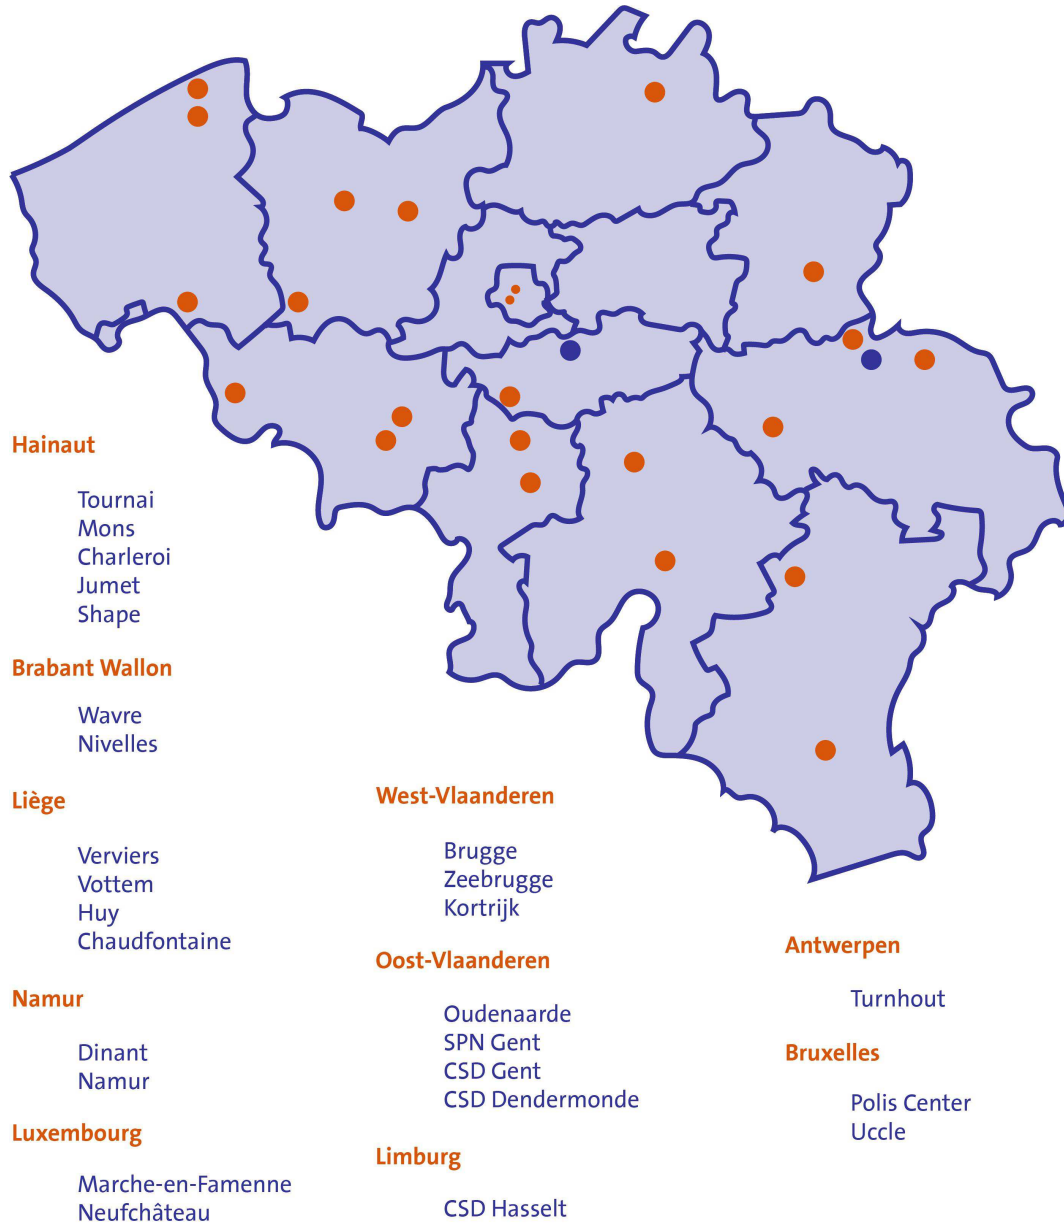 Hainaut
Tournai
Mons
Charleroi
Jumet
Shape
Brabant Wallon
Wavre
Nivelles
Liège
Verviers
Vottem
Huy
Chaudfontaine
Namur
Dinant
Namur
Luxembourg
Marche-en-Famenne
Neufchâteau
West-Vlaanderen
Brugge
Zeebrugge
Kortrijk
Oost-Vlaanderen
Oudenaarde
SPN Gent
CSD Gent
CSD Dendermonde
Limburg
CSD Hasselt
Antwerpen
Turnhout
Bruxelles
Polis Center
Uccle